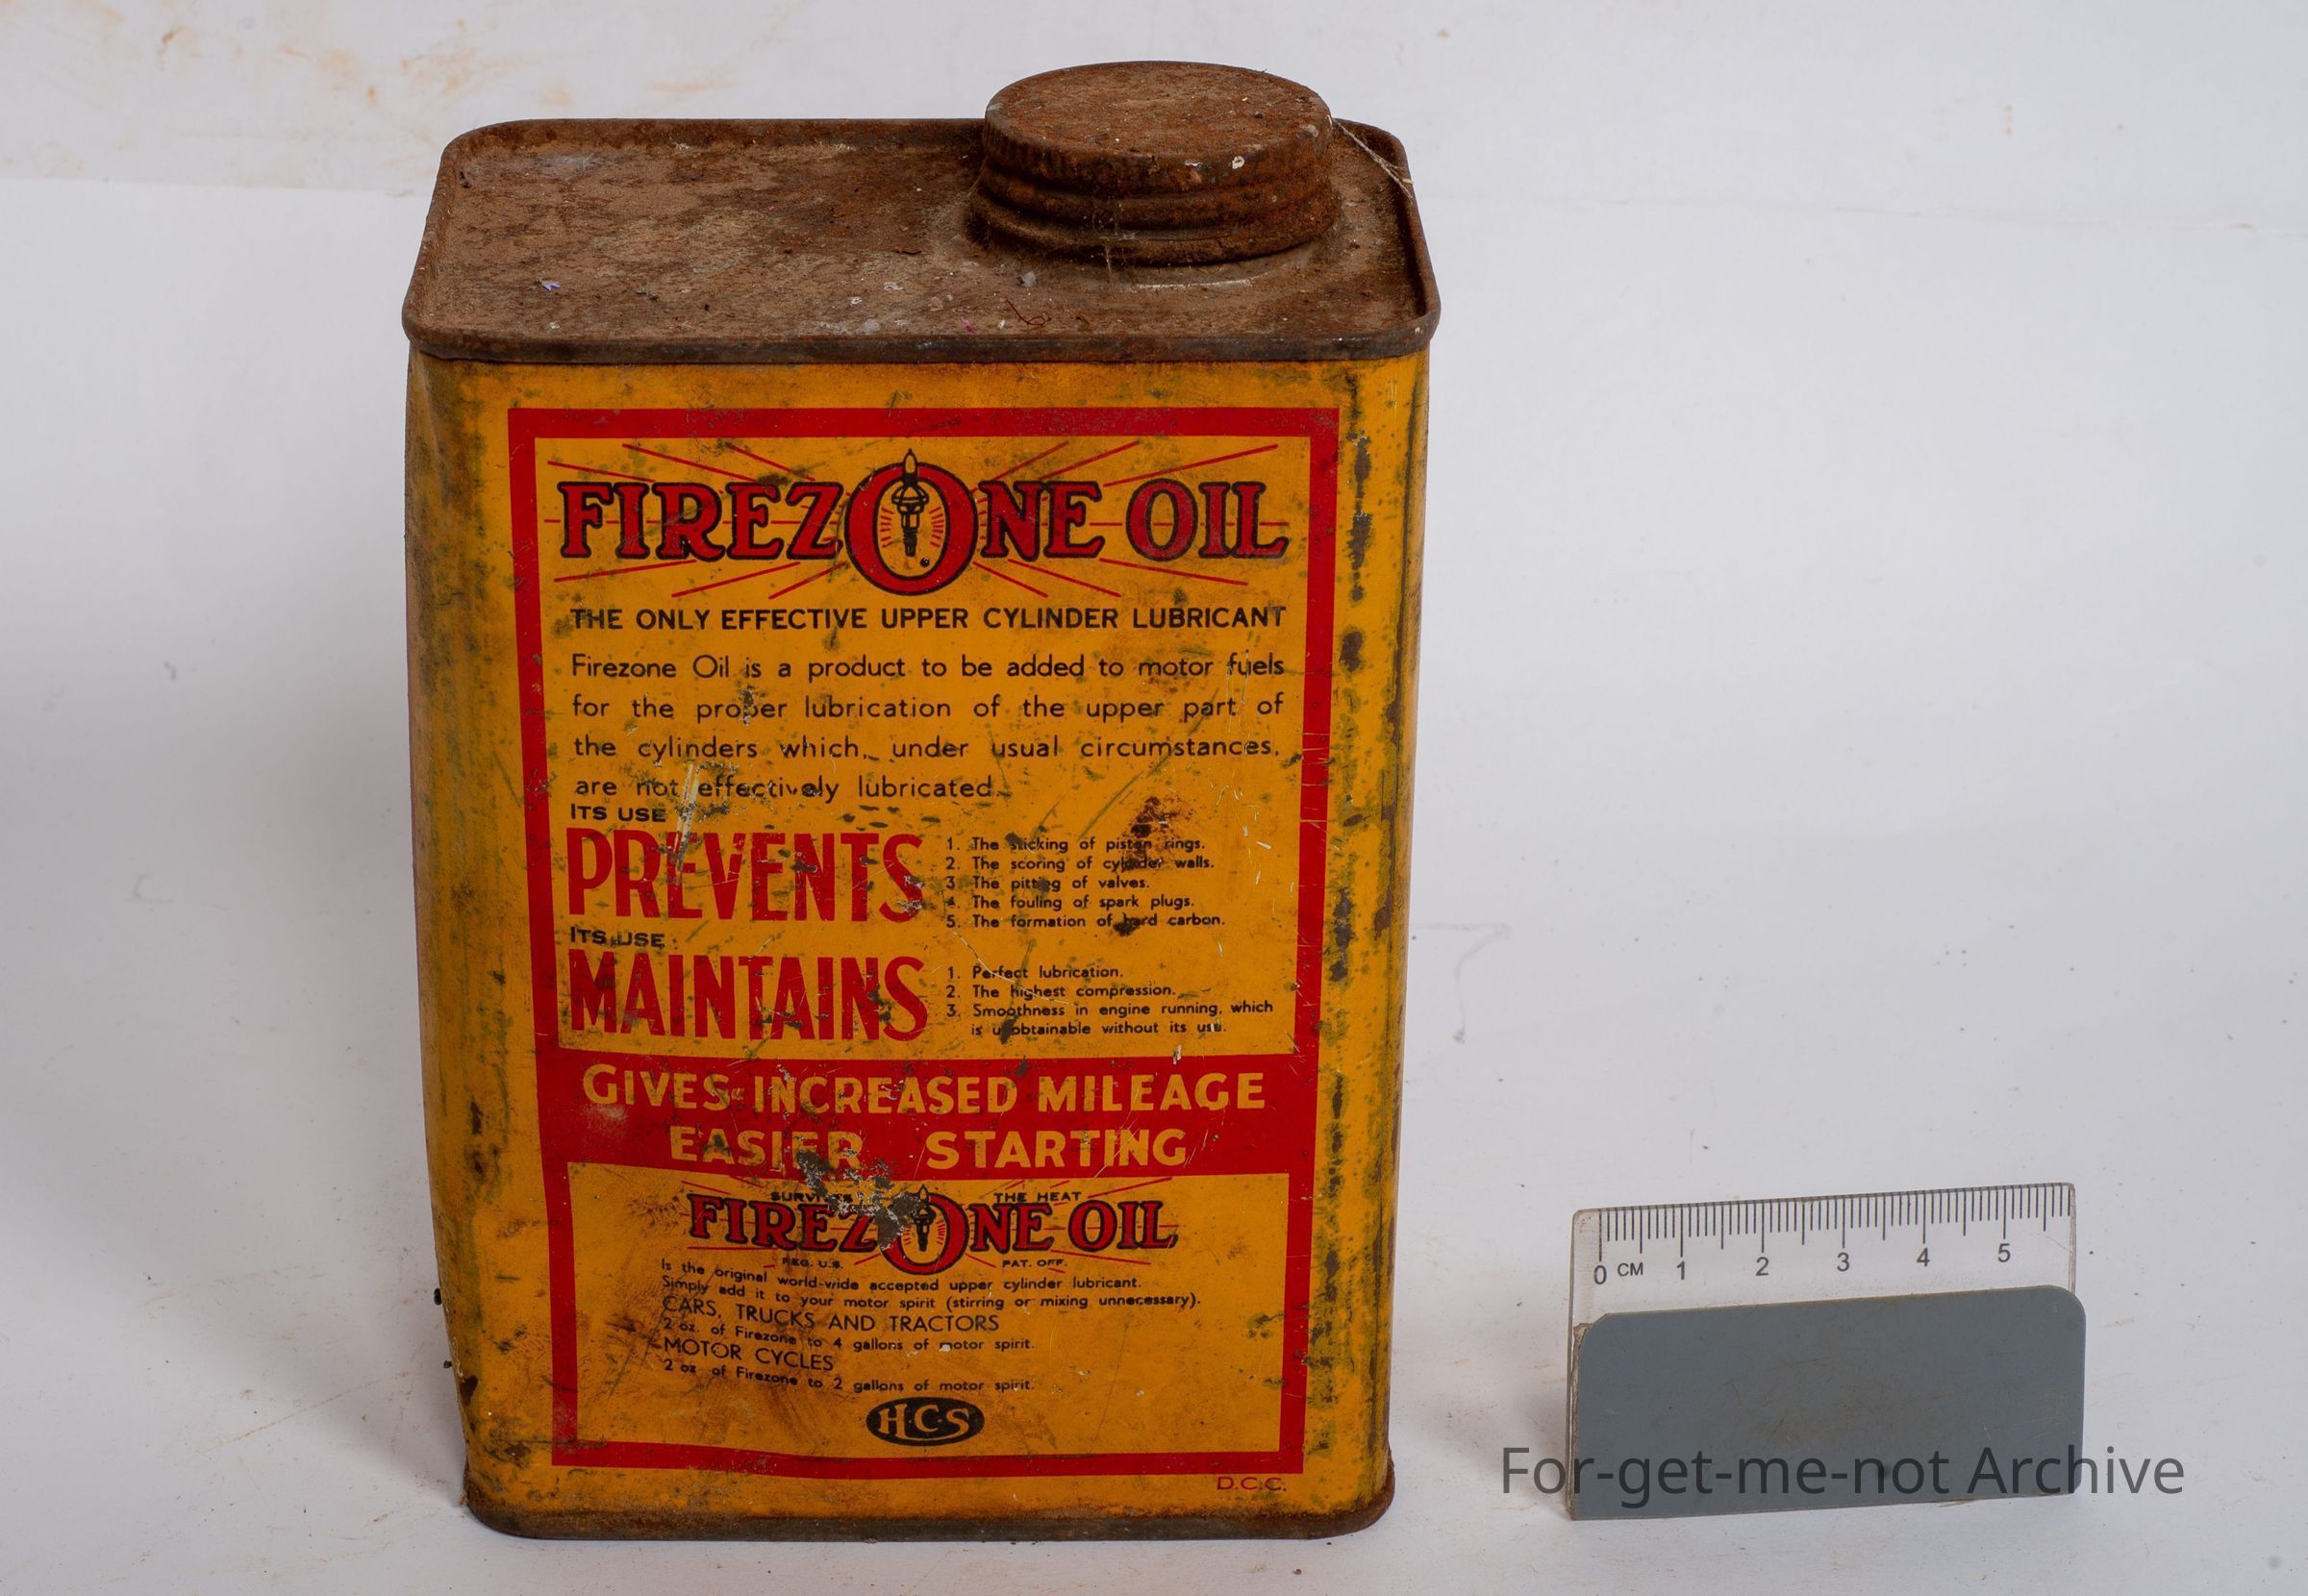 FIREZONE OIL
THE ONLY EFFECTIVE UPPER CYLINDER LUBRICANT
Firezone Oil is a product to be added to motor fuels
for the proper lubrication of the upper part of
the cylinders which, under usual circumstances,
are not effectively lubricated.
ITS USE
PREVENTS
1. The sticking of piston rings.
2. The scoring of cylinder walls.
3. The pitting of valves.
4. The fouling of spark plugs.
5. The formation of hard carbon.
ITS USE
MAINTAINS
1. Perfect lubrication.
2. The highest compression.
3. Smoothness in engine running, which
is unobtainable without its use.
GIVES INCREASED MILEAGE
EASIER STARTING
SURVIVES THE HEAT
FIREZONE OIL
REG. U.S. PAT. OFF.
Is the original world-wide accepted upper cylinder lubricant.
Simply add it to your motor spirit (stirring or mixing unnecessary).
CARS, TRUCKS AND TRACTORS
2 oz. of Firezone to 4 gallons of motor spirit.
MOTOR CYCLES
2 oz of Firezone to 2 gallons of motor spirit.
H.C.S
D.C.C.
0 CM 1 2 3 4 5
For-get-me-not Archive